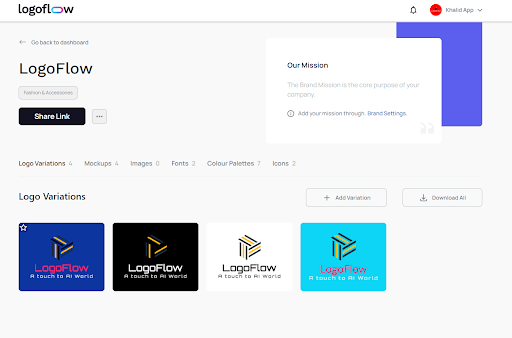 logoflow
Khalid App
Go back to dashboard
LogoFlow
Fashion & Accessories
Share Link
Our Mission
The Brand Mission is the core purpose of your
company
Add your mission through. Brand Settings.
Logo Variations 4 Mockups 4 Images 0 Fonts 2 Colour Palettes 7 Icons 2
Logo Variations
Add Variation
Download All
LogoFlow
A touch to AI World
LogoFlow
A touch to AI World
LogoFlow
A touch to AI World
LogoFlow
A touch to AI World